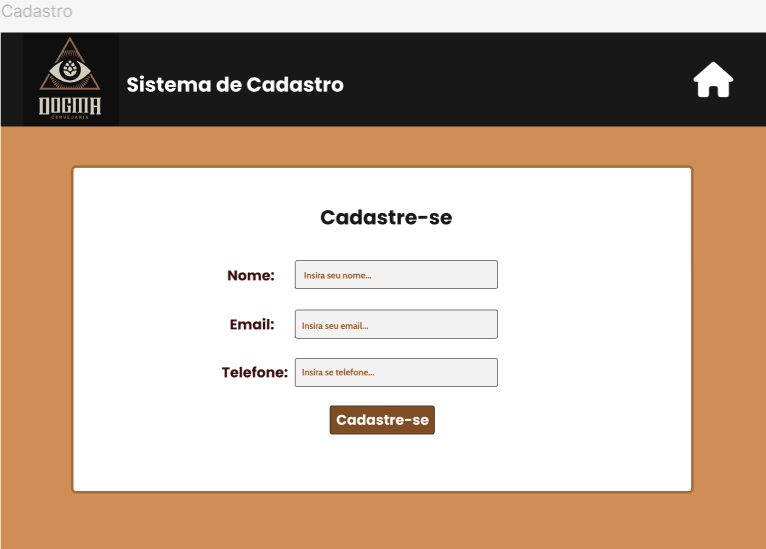 Cadastro
DOGMA
CERVEJARIA
Sistema de Cadastro
Cadastre-se
Nome:
Insira seu nome...
Email:
Insira seu email...
Telefone:
Insira se telefone...
Cadastre-se